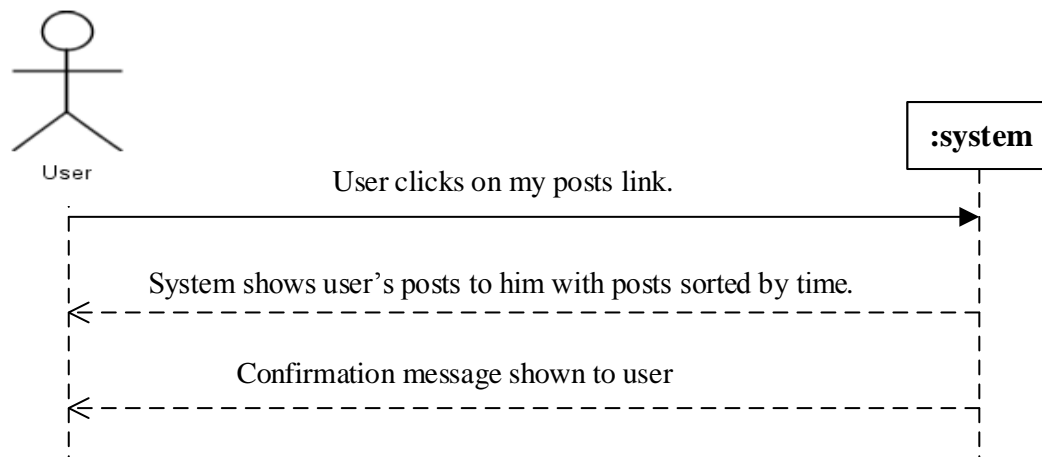 User
:system
User clicks on my posts link.
System shows user’s posts to him with posts sorted by time.
Confirmation message shown to user